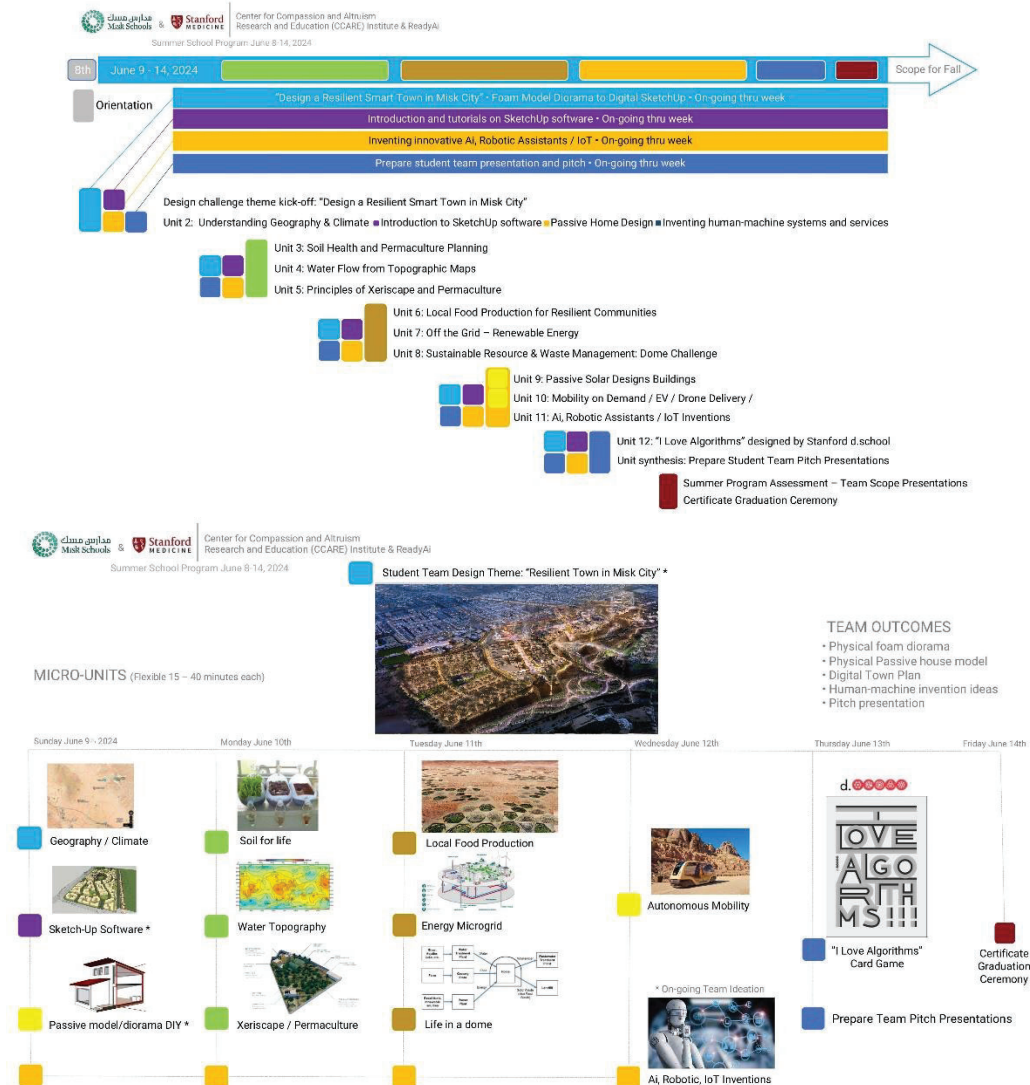 مدارس مسك
Misk Schools & Stanford MEDICINE
Center for Compassion and Altruism
Research and Education (CCARE) Institute & ReadyAi
Summer School Program June 8-14, 2024
8th June 9 - 14, 2024 Scope for Fall
Orientation
"Design a Resilient Smart Town in Misk City" • Foam Model Diorama to Digital SketchUp • On-going thru week
Introduction and tutorials on SketchUp software • On-going thru week
Inventing innovative Ai, Robotic Assistants / IoT • On-going thru week
Prepare student team presentation and pitch • On-going thru week
Design challenge theme kick-off: "Design a Resilient Smart Town in Misk City"
Unit 2: Understanding Geography & Climate Introduction to SketchUp software Passive Home Design Inventing human-machine systems and services
Unit 3: Soil Health and Permaculture Planning
Unit 4: Water Flow from Topographic Maps
Unit 5: Principles of Xeriscape and Permaculture
Unit 6: Local Food Production for Resilient Communities
Unit 7: Off the Grid – Renewable Energy
Unit 8: Sustainable Resource & Waste Management: Dome Challenge
Unit 9: Passive Solar Designs Buildings
Unit 10: Mobility on Demand / EV / Drone Delivery /
Unit 11: Ai, Robotic Assistants / IoT Inventions
Unit 12: "I Love Algorithms" designed by Stanford d.school
Unit synthesis: Prepare Student Team Pitch Presentations
Summer Program Assessment – Team Scope Presentations
Certificate Graduation Ceremony
مدارس مسك
Misk Schools & Stanford MEDICINE
Center for Compassion and Altruism
Research and Education (CCARE) Institute & ReadyAi
Summer School Program June 8-14, 2024
Student Team Design Theme: "Resilient Town in Misk City" *
TEAM OUTCOMES
• Physical foam diorama
• Physical Passive house model
• Digital Town Plan
• Human-machine invention ideas
• Pitch presentation
MICRO-UNITS (Flexible 15 – 40 minutes each)
Sunday June 9 2024
Monday June 10th
Tuesday June 11th
Wednesday June 12th
Thursday June 13th
Friday June 14th
Geography / Climate
Soil for life
Local Food Production
Autonomous Mobility
d.
I LOVE ALGORITHMS!!!
Sketch-Up Software *
Water Topography
Energy Microgrid
"I Love Algorithms"
Card Game
Certificate
Graduation
Ceremony
Passive model/diorama DIY *
Xeriscape / Permaculture
Life in a dome
* On-going Team Ideation
Prepare Team Pitch Presentations
Ai, Robotic, IoT Inventions